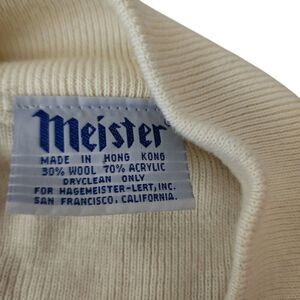 Meister
MADE IN HONG KONG
30% WOOL 70% ACRYLIC
DRYCLEAN ONLY
FOR HAGEMEISTER-LERT, INC.
SAN FRANCISCO, CALIFORNIA.